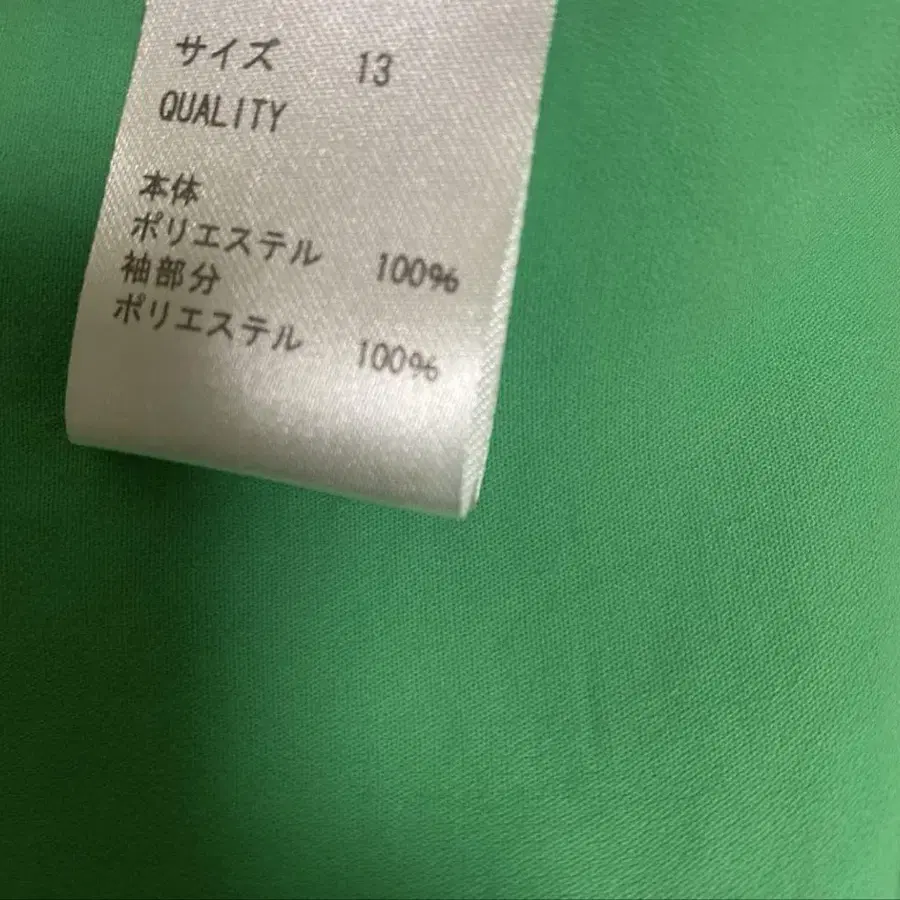 サイズ 13
QUALITY
本体
ポリエステル 100%
袖部分
ポリエステル 100%